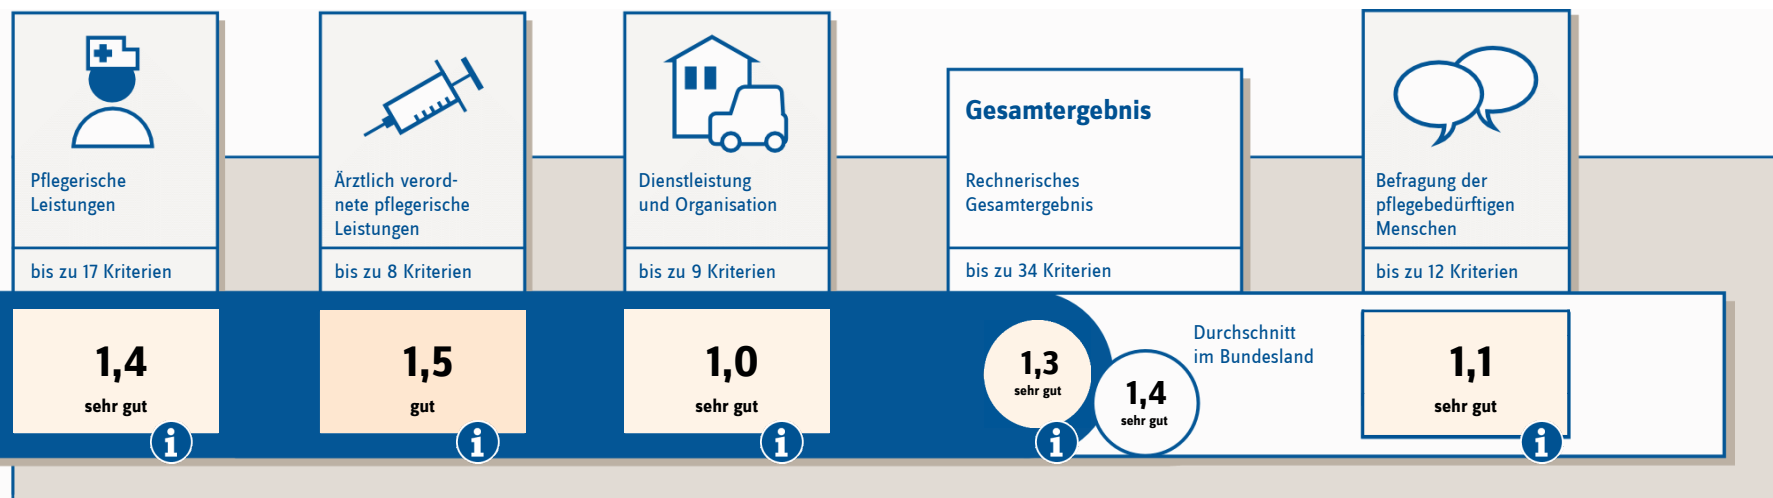 Pflegerische
Leistungen
bis zu 17 Kriterien
1,4
sehr gut
Ärztlich verord-
nete pflegerische
Leistungen
bis zu 8 Kriterien
1,5
gut
Dienstleistung
und Organisation
bis zu 9 Kriterien
1,0
sehr gut
Gesamtergebnis
Rechnerisches
Gesamtergebnis
bis zu 34 Kriterien
1,3
sehr gut
1,4
sehr gut
Durchschnitt
im Bundesland
Befragung der
pflegebedürftigen
Menschen
bis zu 12 Kriterien
1,1
sehr gut